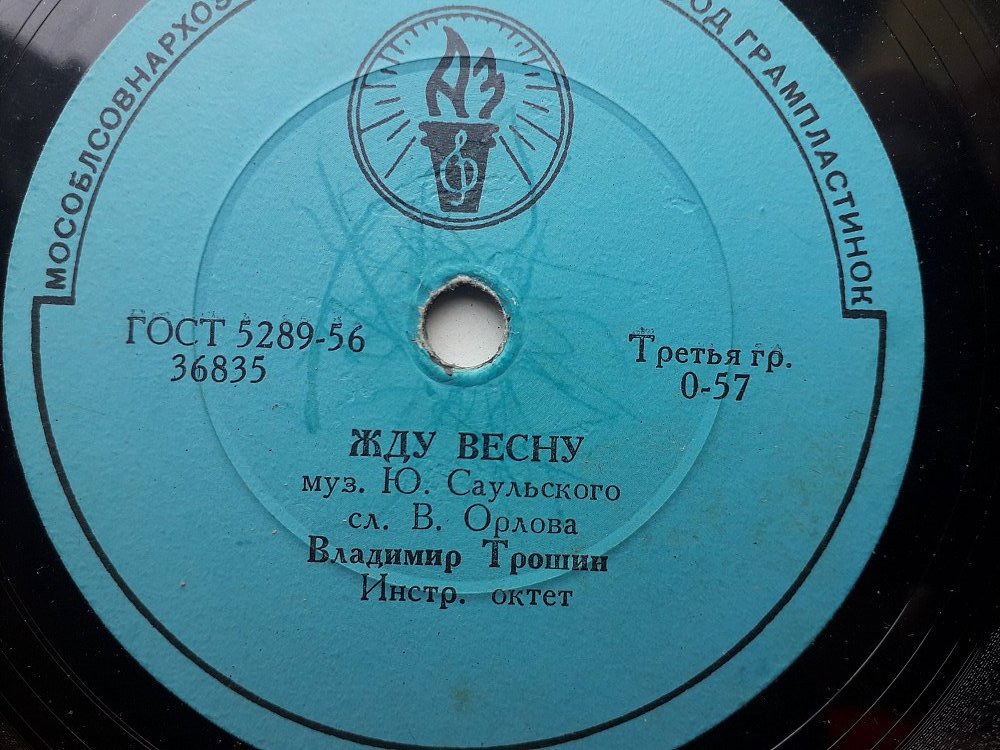 МОСОБЛСОВНАРХОЗ
ОД ГРАМПЛАСТИНОК
АЗ
ГОСТ 5289-56
36835
Третья гр.
0-57
ЖДУ ВЕСНУ
муз. Ю. Саульского
сл. В. Орлова
Владимир Трошин
Инстр. октет